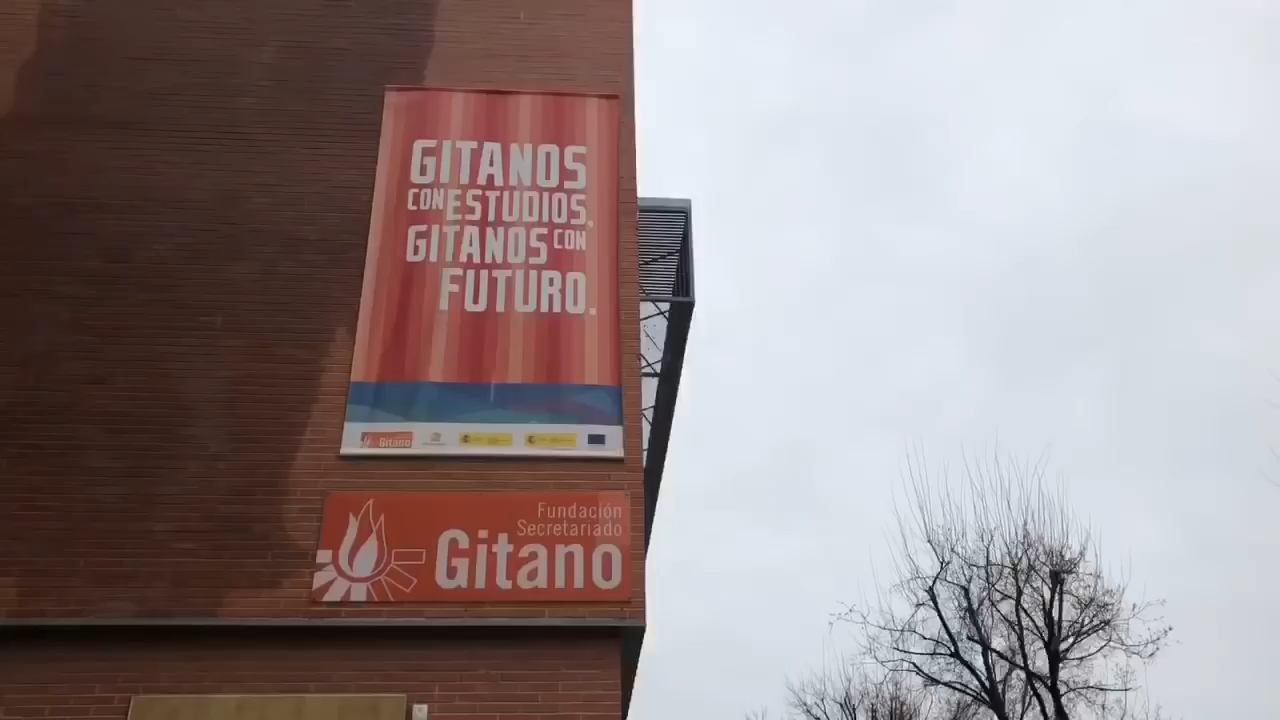 GITANOS
CON ESTUDIOS,
GITANOS CON
FUTURO.
Gitano
Fundación
Secretariado
Gitano